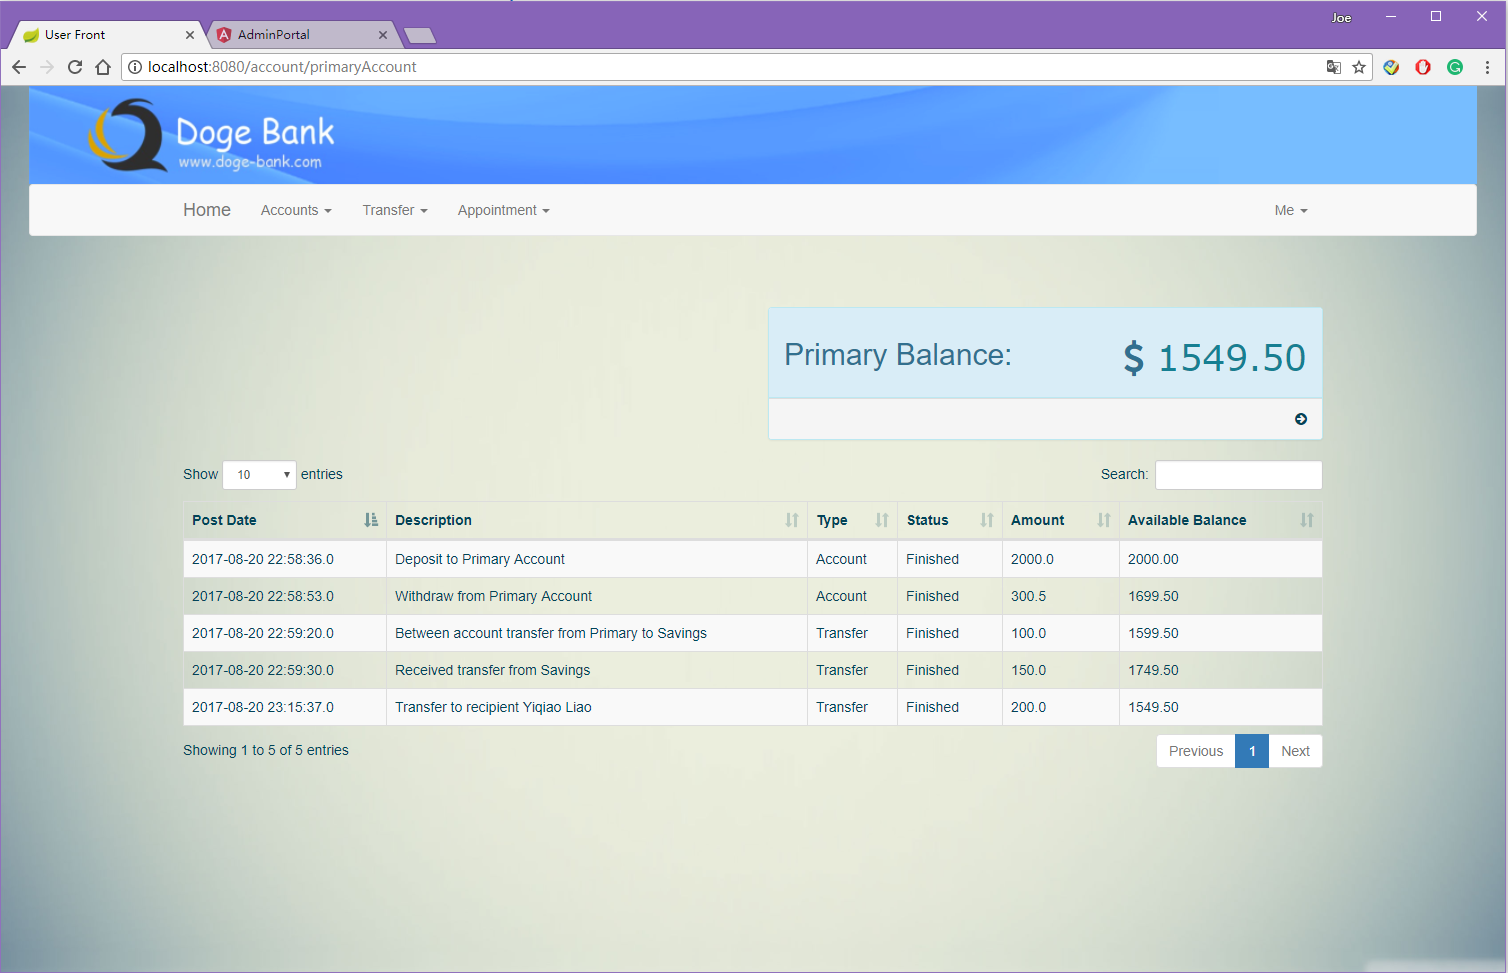 Joe
User Front
AdminPortal
localhost:8080/account/primaryAccount
Doge Bank
www.doge-bank.com
Home Accounts Transfer Appointment Me
Primary Balance: $ 1549.50
Show 10 entries Search:
Post Date Description Type Status Amount Available Balance
2017-08-20 22:58:36.0 Deposit to Primary Account Account Finished 2000.0 2000.00
2017-08-20 22:58:53.0 Withdraw from Primary Account Account Finished 300.5 1699.50
2017-08-20 22:59:20.0 Between account transfer from Primary to Savings Transfer Finished 100.0 1599.50
2017-08-20 22:59:30.0 Received transfer from Savings Transfer Finished 150.0 1749.50
2017-08-20 23:15:37.0 Transfer to recipient Yiqiao Liao Transfer Finished 200.0 1549.50
Showing 1 to 5 of 5 entries Previous 1 Next